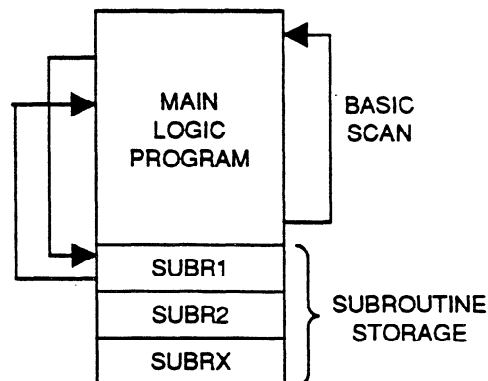 MAIN
LOGIC
PROGRAM
BASIC
SCAN
SUBR1
SUBR2
SUBRX
SUBROUTINE
STORAGE